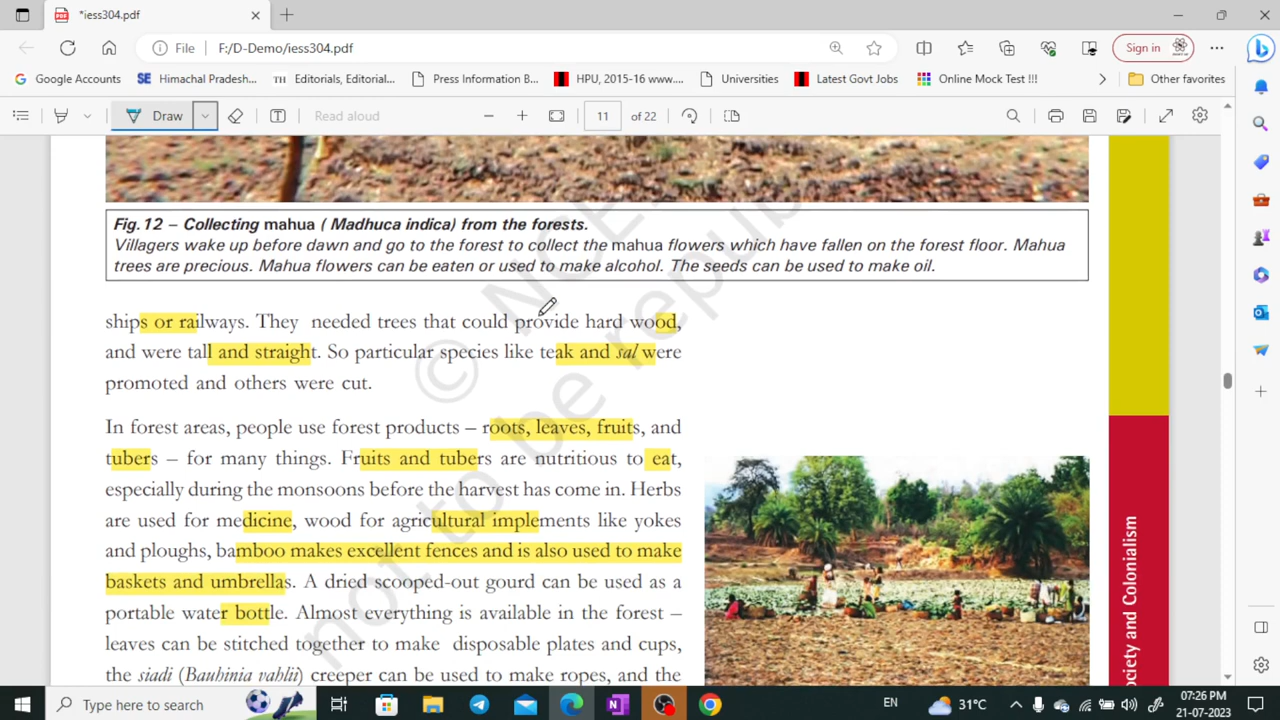 *iess304.pdf
File
F:/D-Demo/iess304.pdf
Sign in
Google Accounts
SE Himachal Pradesh...
TH Editorials, Editorial...
Press Information B...
HPU, 2015-16 www....
Universities
Latest Govt Jobs
Online Mock Test !!!
Other favorites
Draw
Read aloud
11 of 22
Fig. 12 – Collecting mahua ( Madhuca indica) from the forests.
Villagers wake up before dawn and go to the forest to collect the mahua flowers which have fallen on the forest floor. Mahua
trees are precious. Mahua flowers can be eaten or used to make alcohol. The seeds can be used to make oil.
ships or railways. They needed trees that could provide hard wood,
and were tall and straight. So particular species like teak and sal were
promoted and others were cut.
In forest areas, people use forest products – roots, leaves, fruits, and
tubers – for many things. Fruits and tubers are nutritious to eat,
especially during the monsoons before the harvest has come in. Herbs
are used for medicine, wood for agricultural implements like yokes
and ploughs, bamboo makes excellent fences and is also used to make
baskets and umbrellas. A dried scooped-out gourd can be used as a
portable water bottle. Almost everything is available in the forest –
leaves can be stitched together to make disposable plates and cups,
the siadi (Bauhinia vahlii) creeper can be used to make ropes, and the
ciety and Colonialism
© NCE
not to be republ
Type here to search
EN
31°C
07:26 PM
21-07-2023